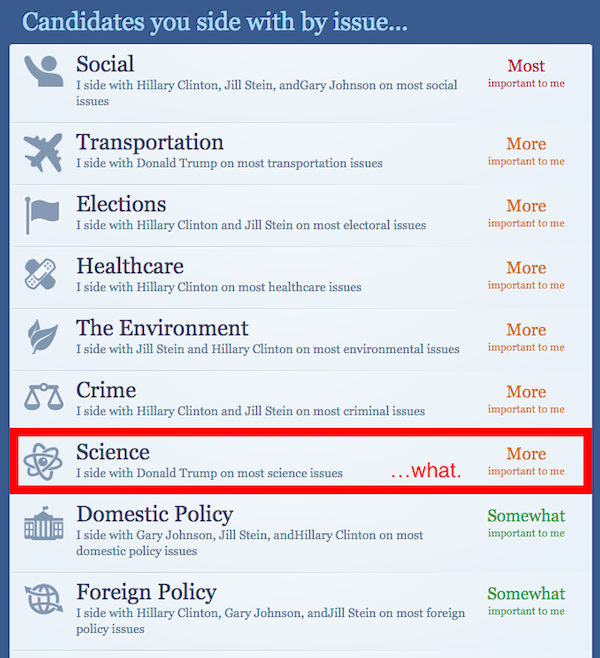 Candidates you side with by issue...
Social
Most
I side with Hillary Clinton, Jill Stein, andGary Johnson on most social
important to me
issues
Transportation
More
I side with Donald Trump on most transportation issues
important to me
Elections
More
I side with Hillary Clinton and Jill Stein on most electoral issues
important to me
Healthcare
More
I side with Hillary Clinton on most healthcare issues
important to me
The Environment
More
I side with Jill Stein and Hillary Clinton on most environmental issues
important to me
Crime
More
I side with Hillary Clinton and Jill Stein on most criminal issues
important to me
Science
More
I side with Donald Trump on most science issues
...what.
important to me
Domestic Policy
Somewhat
I side with Gary Johnson, Jill Stein, andHillary Clinton on most
important to me
domestic policy issues
Foreign Policy
Somewhat
I side with Hillary Clinton, Gary Johnson, andJill Stein on most foreign
important to me
policy issues